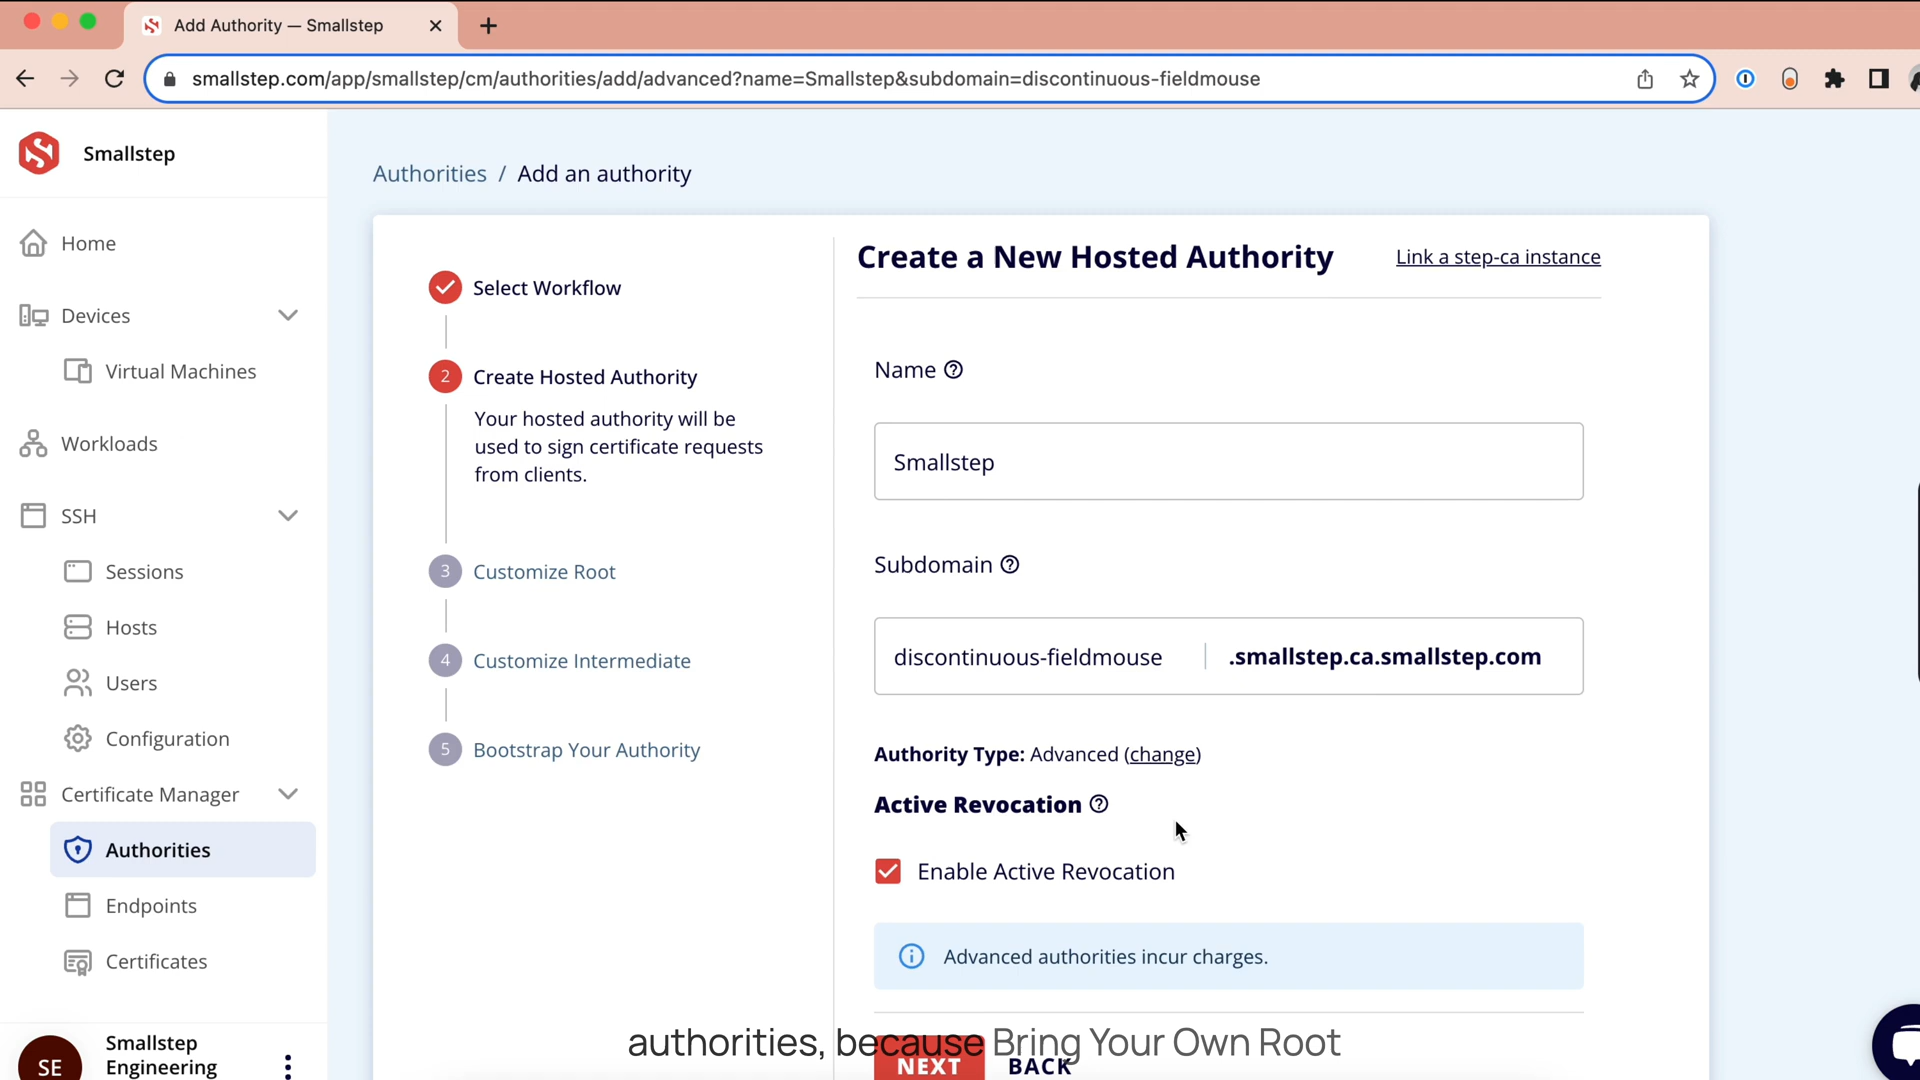 Add Authority — Smallstep
smallstep.com/app/smallstep/cm/authorities/add/advanced?name=Smallstep&subdomain=discontinuous-fieldmouse
Smallstep
Home
Devices
Virtual Machines
Workloads
SSH
Sessions
Hosts
Users
Configuration
Certificate Manager
Authorities
Endpoints
Certificates
SE
Smallstep
Engineering
Authorities / Add an authority
Select Workflow
2 Create Hosted Authority
Your hosted authority will be
used to sign certificate requests
from clients.
3 Customize Root
4 Customize Intermediate
5 Bootstrap Your Authority
Create a New Hosted Authority
Link a step-ca instance
Name
Smallstep
Subdomain
discontinuous-fieldmouse .smallstep.ca.smallstep.com
Authority Type: Advanced (change)
Active Revocation
Enable Active Revocation
Advanced authorities incur charges.
authorities, because Bring Your Own Root
NEXT BACK